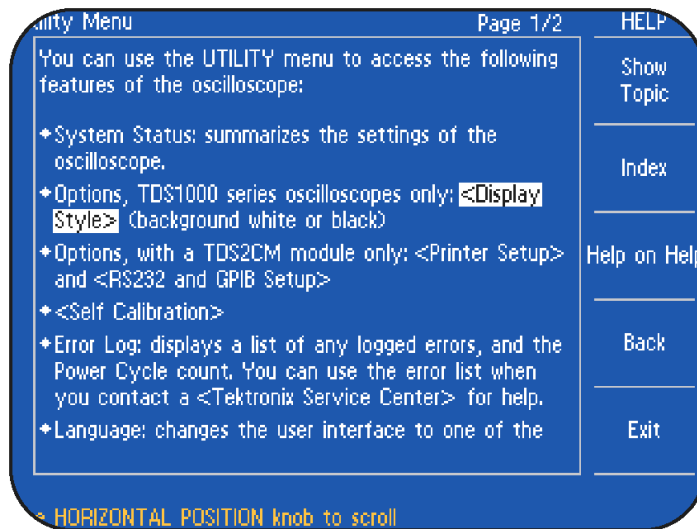 ility Menu Page 1/2
You can use the UTILITY menu to access the following
features of the oscilloscope:
◆System Status: summarizes the settings of the
oscilloscope.
◆Options, TDS1000 series oscilloscopes only: <Display
Style> (background white or black)
◆Options, with a TDS2CM module only: <Printer Setup>
and <RS232 and GPIB Setup>
◆<Self Calibration>
◆Error Log: displays a list of any logged errors, and the
Power Cycle count. You can use the error list when
you contact a <Tektronix Service Center> for help.
◆Language: changes the user interface to one of the
HORIZONTAL POSITION knob to scroll
HELP
Show
Topic
Index
Help on Help
Back
Exit